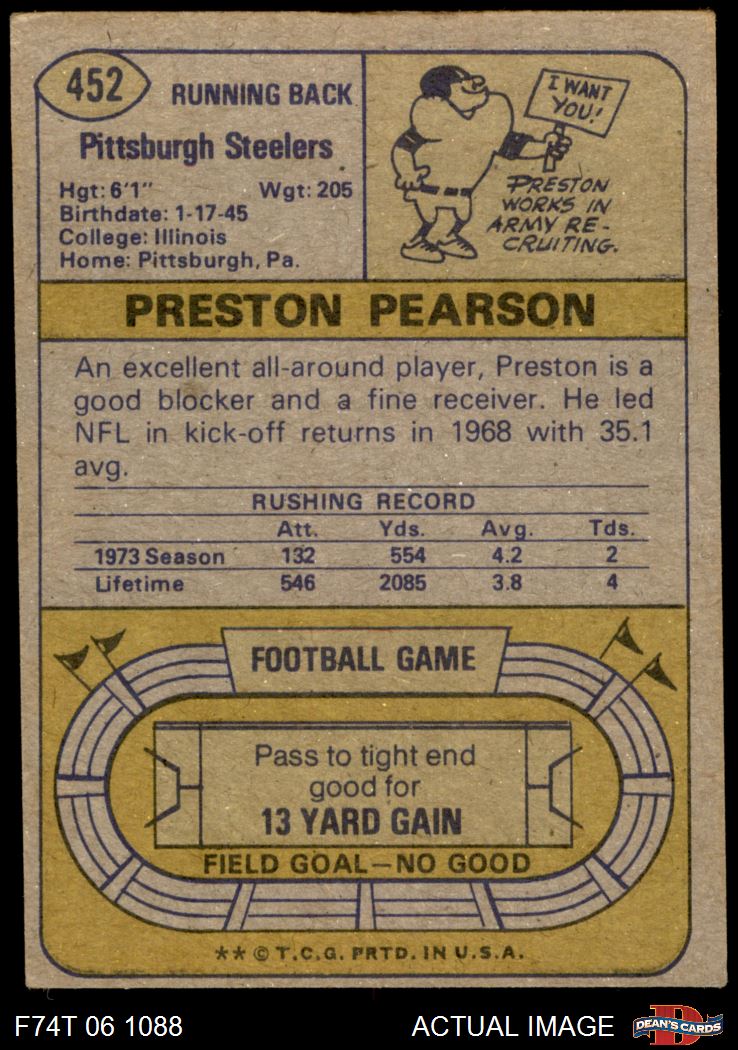 452
RUNNING BACK
Pittsburgh Steelers
Hgt: 6'1" Wgt: 205
Birthdate: 1-17-45
College: Illinois
Home: Pittsburgh, Pa.
I WANT
YOU!
PRESTON
WORKS IN
ARMY RE-
CRUITING.
PRESTON PEARSON
An excellent all-around player, Preston is a
good blocker and a fine receiver. He led
NFL in kick-off returns in 1968 with 35.1
avg.
RUSHING RECORD
Att. Yds. Avg. Tds.
1973 Season 132 554 4.2 2
Lifetime 546 2085 3.8 4
FOOTBALL GAME
Pass to tight end
good for
13 YARD GAIN
FIELD GOAL—NO GOOD
** © T.C.G. PRTD. IN U.S.A.
F74T 06 1088 ACTUAL IMAGE
D
DEAN'S CARDS